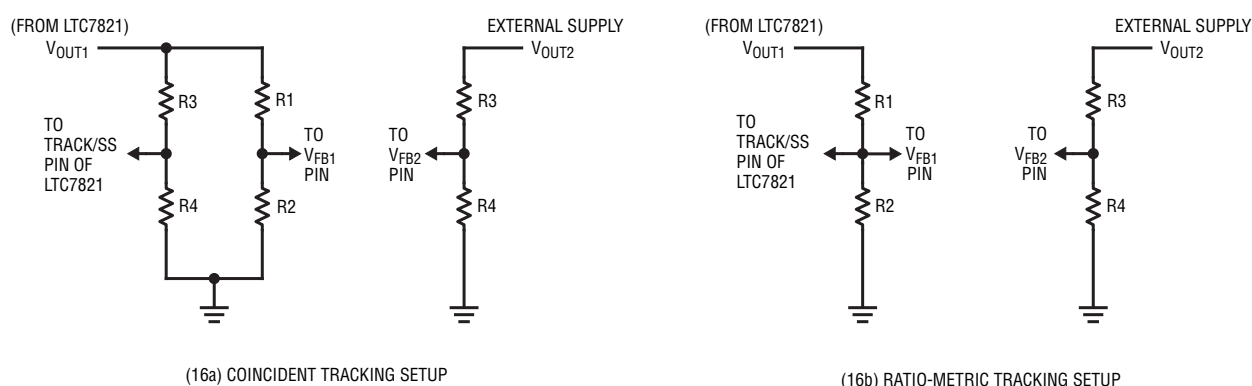 (FROM LTC7821)
VOUT1
R3
R1
TO
TRACK/SS
PIN OF
LTC7821
TO
VFB1
PIN
R4
R2
EXTERNAL SUPPLY
VOUT2
R3
TO
VFB2
PIN
R4
(16a) COINCIDENT TRACKING SETUP
(FROM LTC7821)
VOUT1
R1
TO
TRACK/SS
PIN OF
LTC7821
TO
VFB1
PIN
R2
EXTERNAL SUPPLY
VOUT2
R3
TO
VFB2
PIN
R4
(16b) RATIO-METRIC TRACKING SETUP